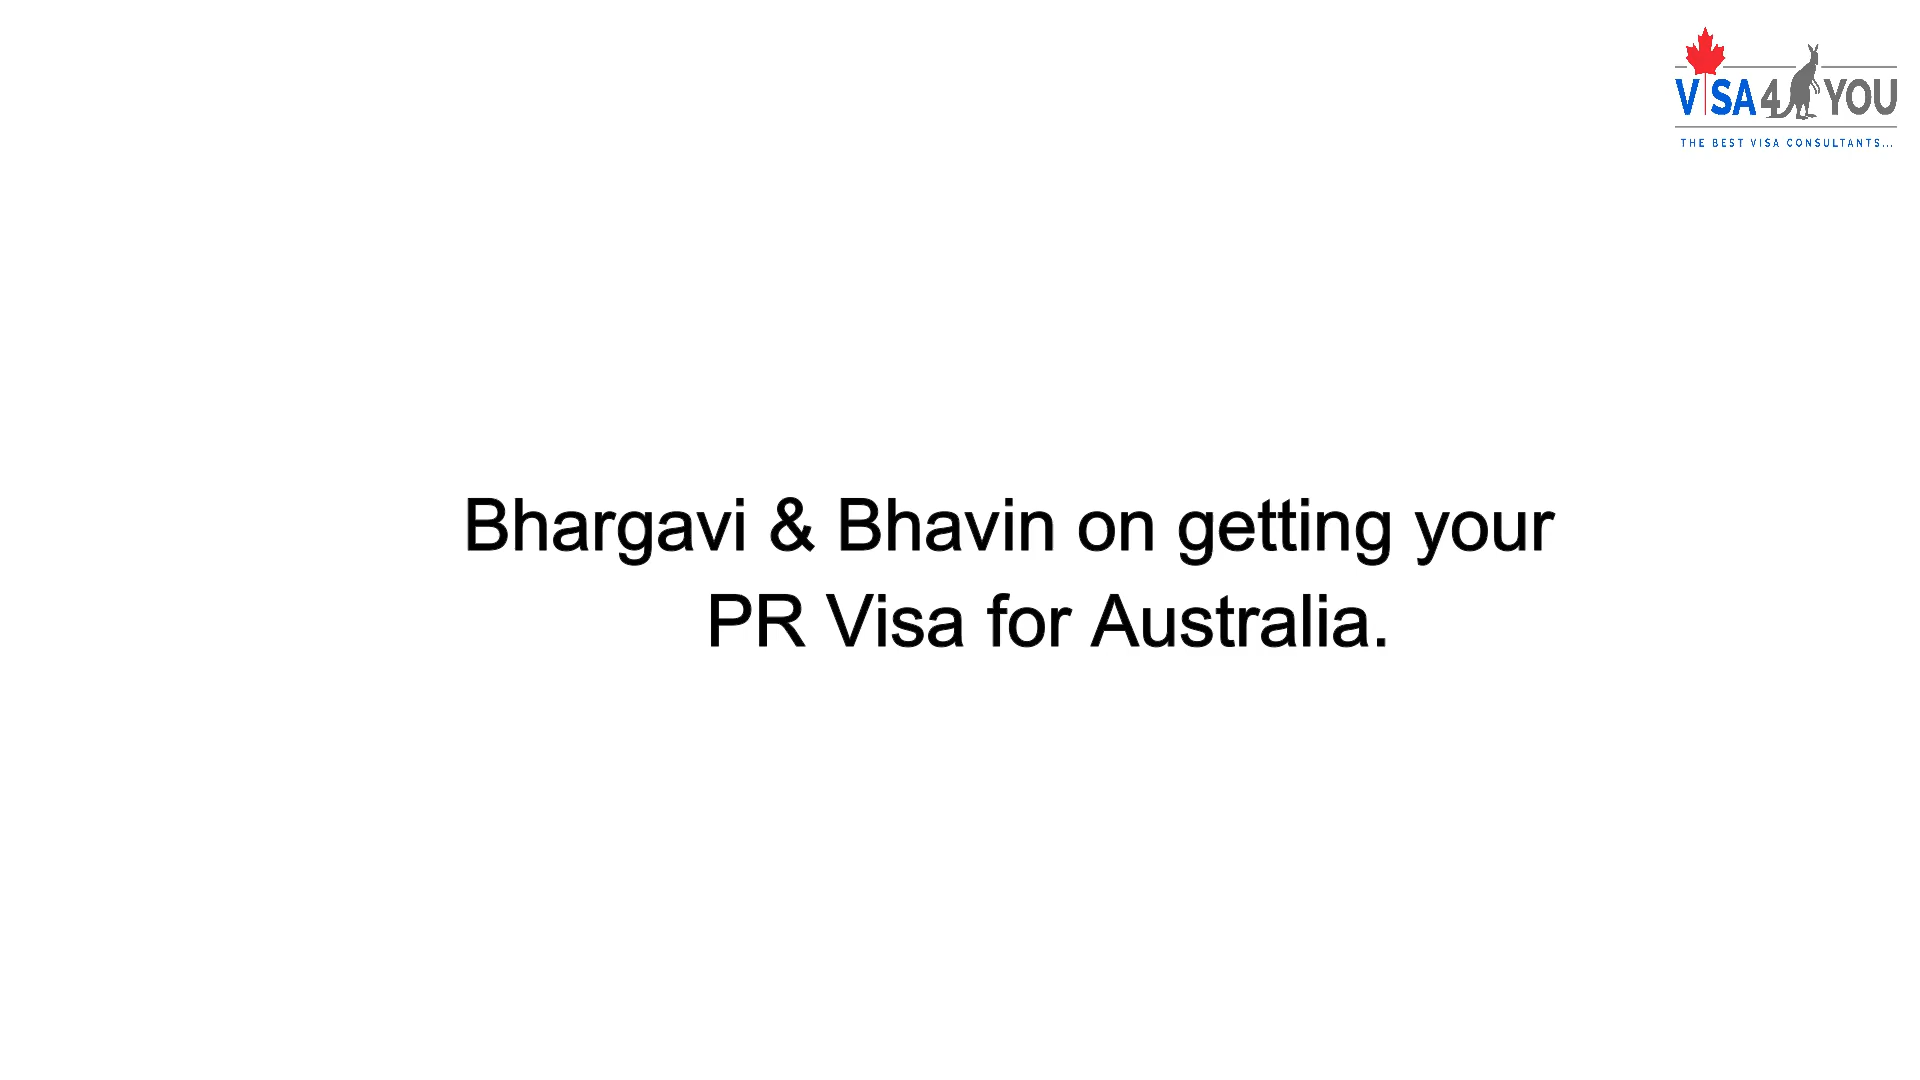 VISA4YOU
THE BEST VISA CONSULTANTS...
Bhargavi & Bhavin on getting your
PR Visa for Australia.